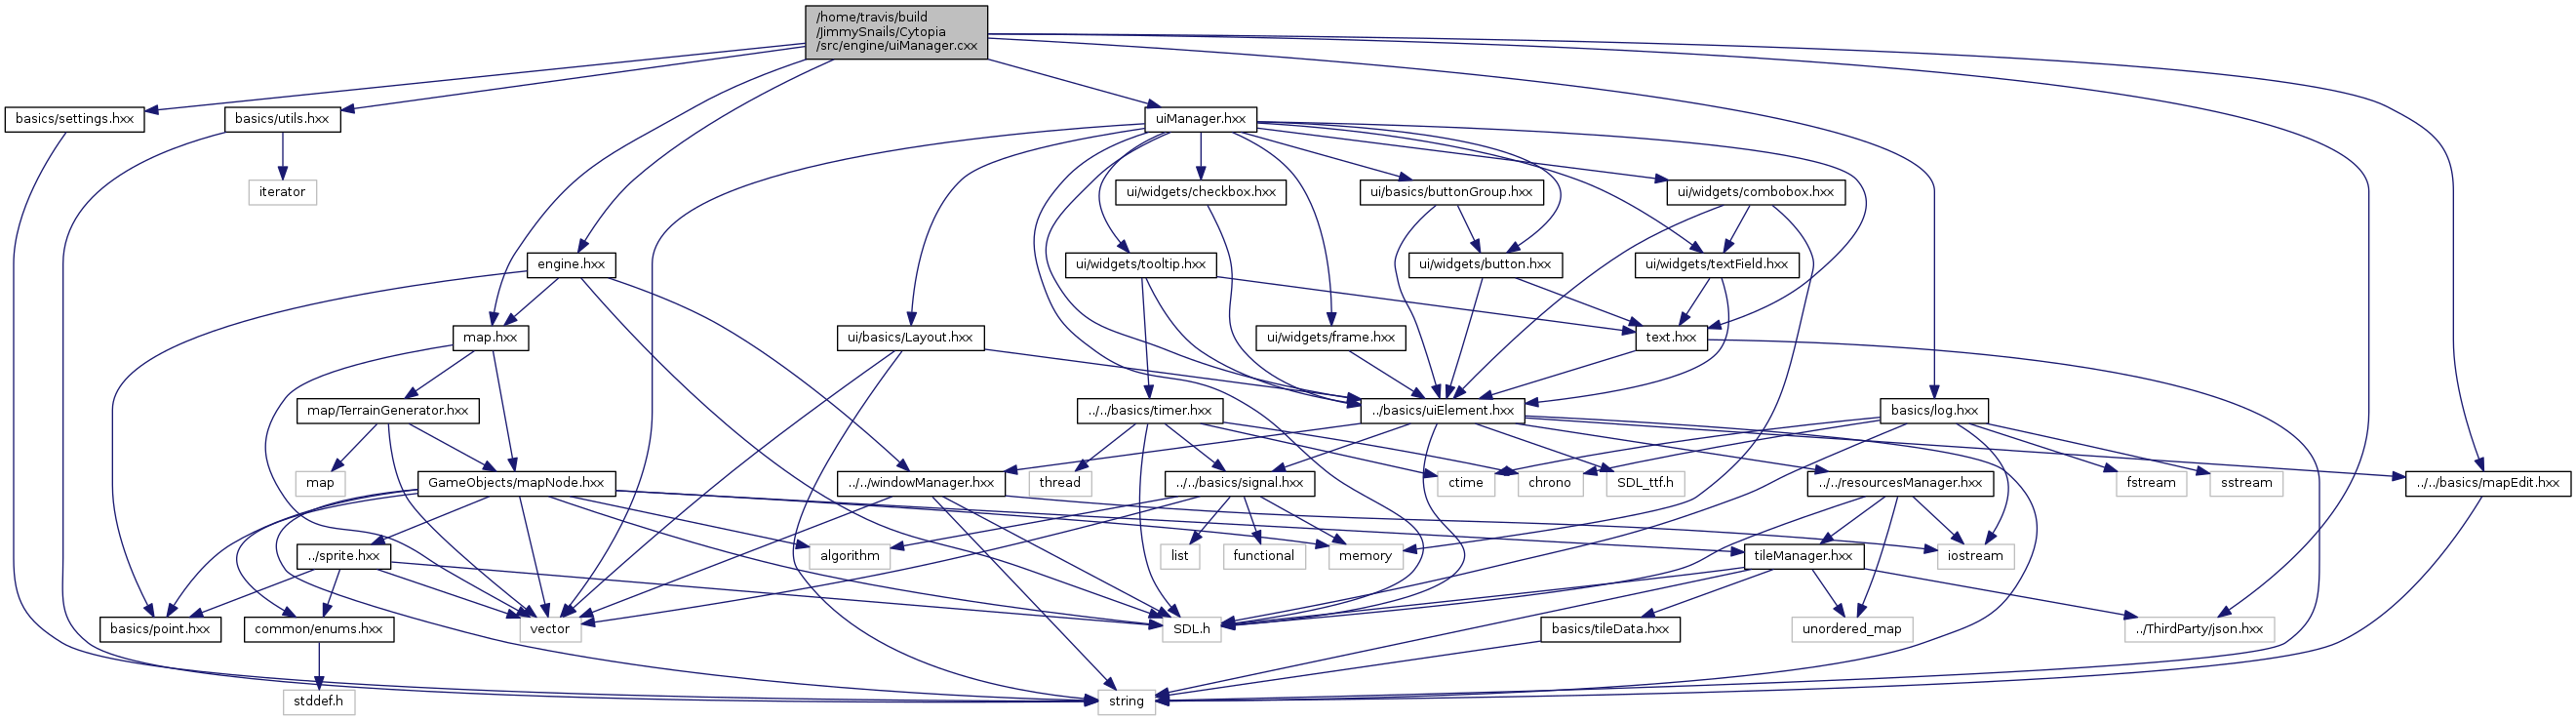 /home/travis/build
/JimmySnails/Cytopia
/src/engine/uiManager.cxx
basics/settings.hxx
basics/utils.hxx
uiManager.hxx
iterator
ui/widgets/checkbox.hxx
ui/basics/buttonGroup.hxx
ui/widgets/combobox.hxx
engine.hxx
ui/widgets/tooltip.hxx
ui/widgets/button.hxx
ui/widgets/textField.hxx
map.hxx
ui/basics/Layout.hxx
ui/widgets/frame.hxx
text.hxx
map/TerrainGenerator.hxx
../../basics/timer.hxx
../basics/uiElement.hxx
basics/log.hxx
map
GameObjects/mapNode.hxx
../../windowManager.hxx
thread
../../basics/signal.hxx
ctime
chrono
SDL_ttf.h
../../resourcesManager.hxx
fstream
sstream
../../basics/mapEdit.hxx
../sprite.hxx
algorithm
list
functional
memory
tileManager.hxx
iostream
basics/point.hxx
common/enums.hxx
vector
SDL.h
basics/tileData.hxx
unordered_map
../ThirdParty/json.hxx
stddef.h
string